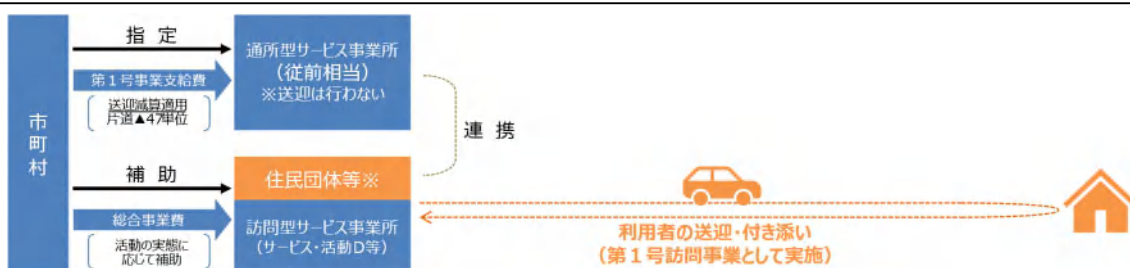 市町村
指 定
第１号事業支給費
送迎減算適用
片道▲47単位
通所型サービス事業所
(従前相当)
※送迎は行わない
連 携
補 助
総合事業費
活動の実態に
応じて補助
住民団体等※
訪問型サービス事業所
(サービス・活動D等)
利用者の送迎・付き添い
(第１号訪問事業として実施)